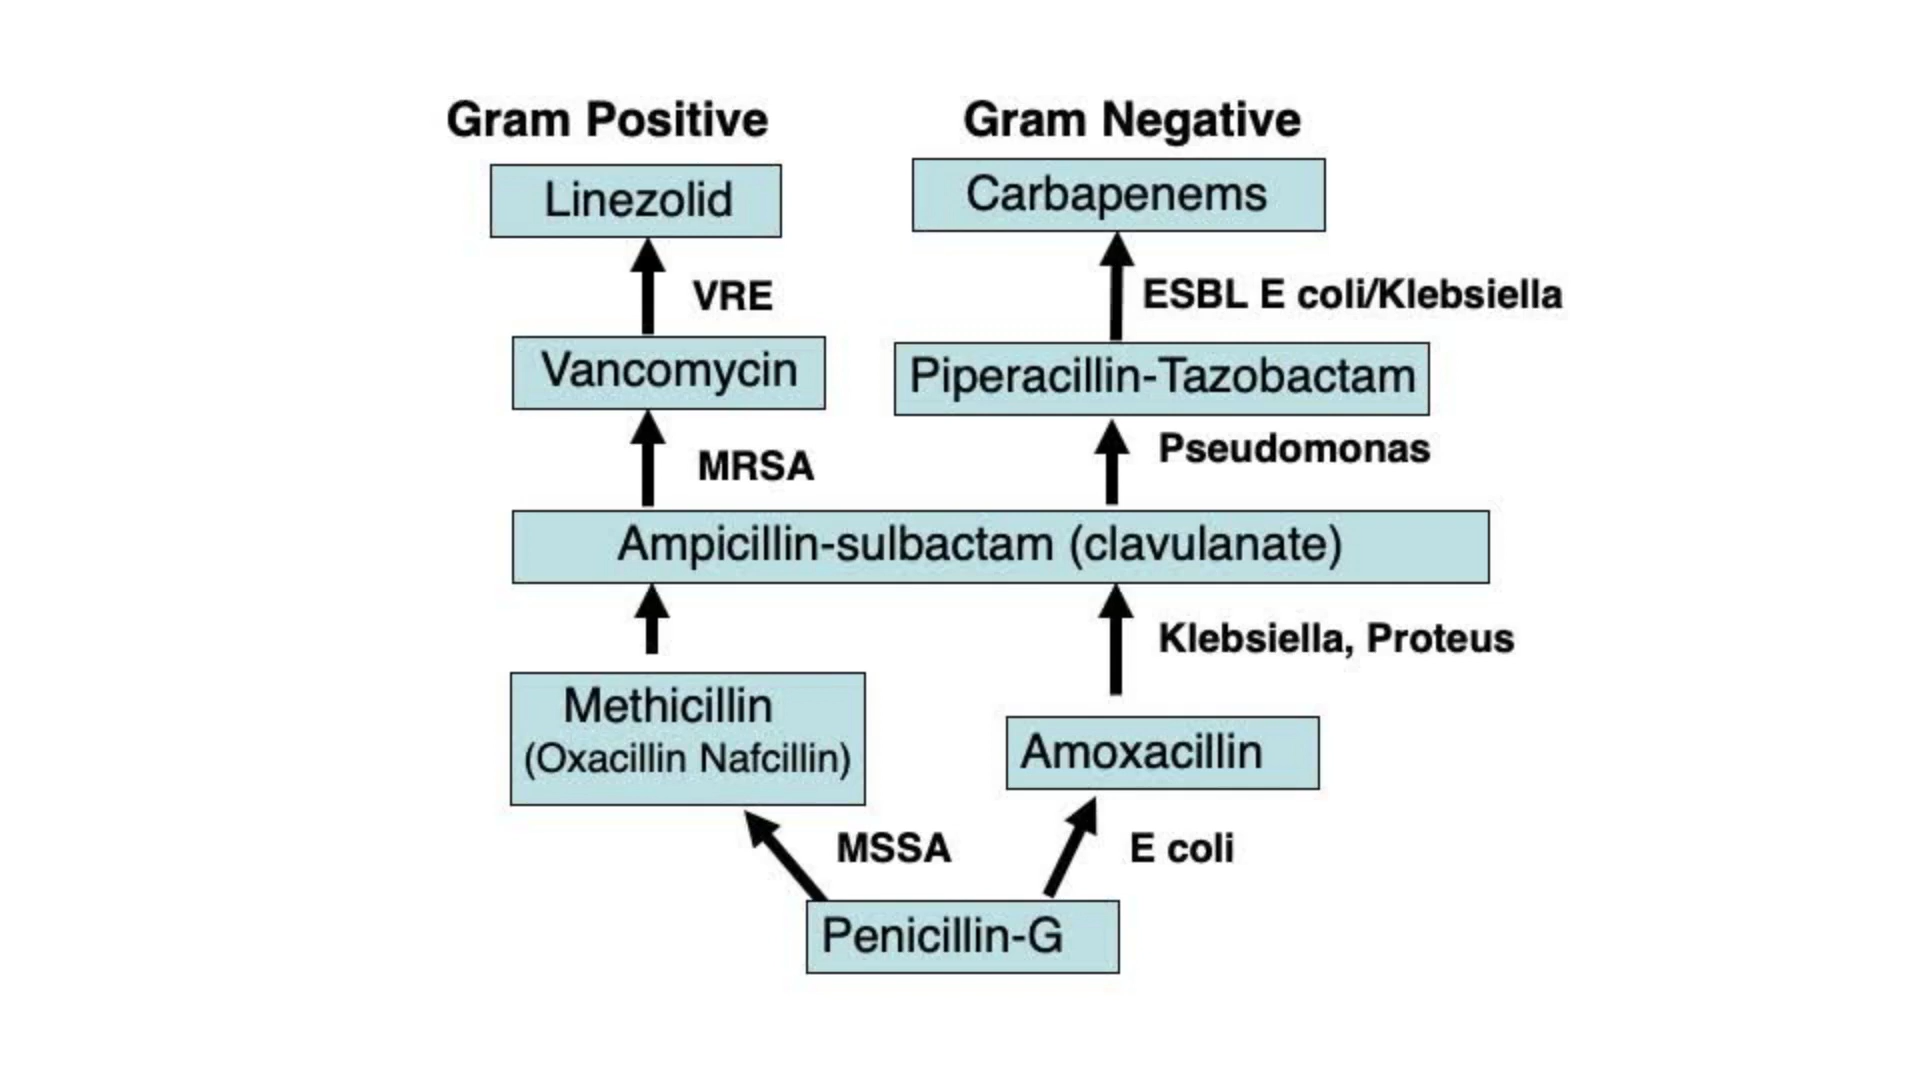 Gram Positive
Gram Negative
Linezolid
Carbapenems
VRE
ESBL E coli/Klebsiella
Vancomycin
Piperacillin-Tazobactam
MRSA
Pseudomonas
Ampicillin-sulbactam (clavulanate)
Klebsiella, Proteus
Methicillin
(Oxacillin Nafcillin)
Amoxacillin
MSSA
E coli
Penicillin-G